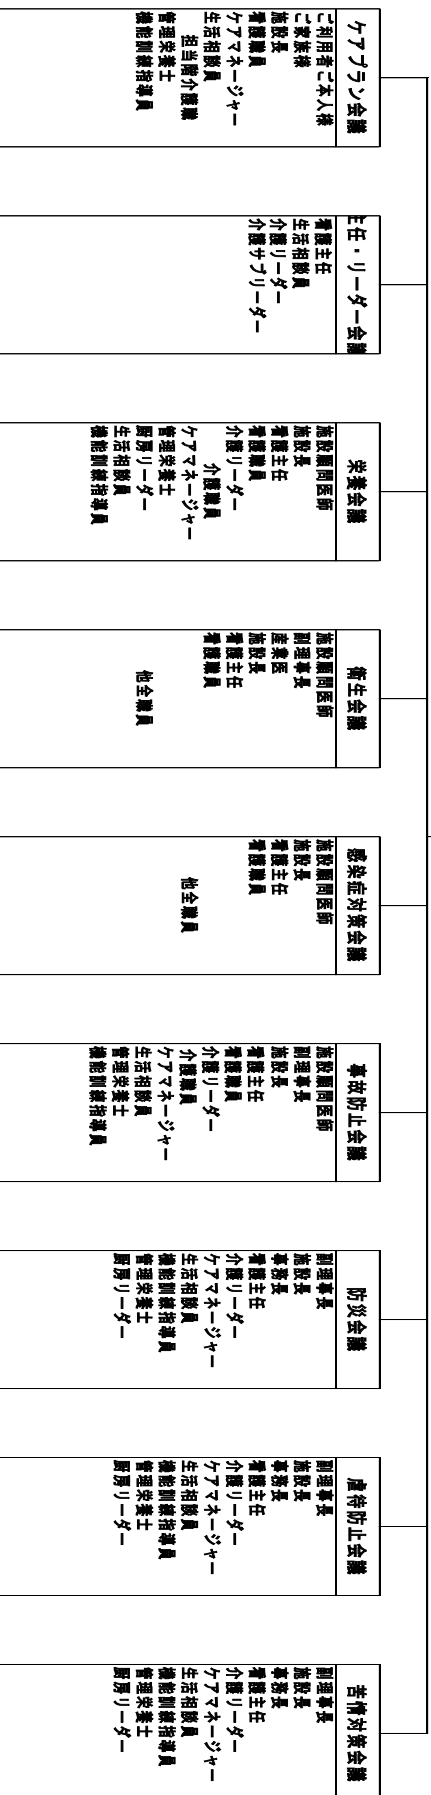 ケアプラン会議
ご利用者ご本人様
ご家族様
施設長
看護職員
ケアマネージャー
生活相談員
担当階介護職
管理栄養士
機能訓練指導員
主任・リーダー会議
看護主任
生活相談員
介護リーダー
介護サブリーダー
栄養会議
施設顧問医師
施設長
看護主任
看護職員
介護リーダー
介護職員
ケアマネージャー
管理栄養士
厨房リーダー
生活相談員
機能訓練指導員
衛生会議
施設顧問医師
副理事長
産業医
施設長
看護主任
看護職員
他全職員
感染症対策会議
施設顧問医師
施設長
看護主任
看護職員
他全職員
事故防止会議
施設顧問医師
副理事長
施設長
看護主任
看護職員
介護リーダー
介護職員
ケアマネージャー
生活相談員
管理栄養士
機能訓練指導員
防災会議
副理事長
施設長
事務長
看護主任
介護リーダー
ケアマネージャー
生活相談員
機能訓練指導員
管理栄養士
厨房リーダー
虐待防止会議
副理事長
施設長
事務長
看護主任
介護リーダー
ケアマネージャー
生活相談員
機能訓練指導員
管理栄養士
厨房リーダー
苦情対策会議
副理事長
施設長
事務長
看護主任
介護リーダー
ケアマネージャー
生活相談員
機能訓練指導員
管理栄養士
厨房リーダー